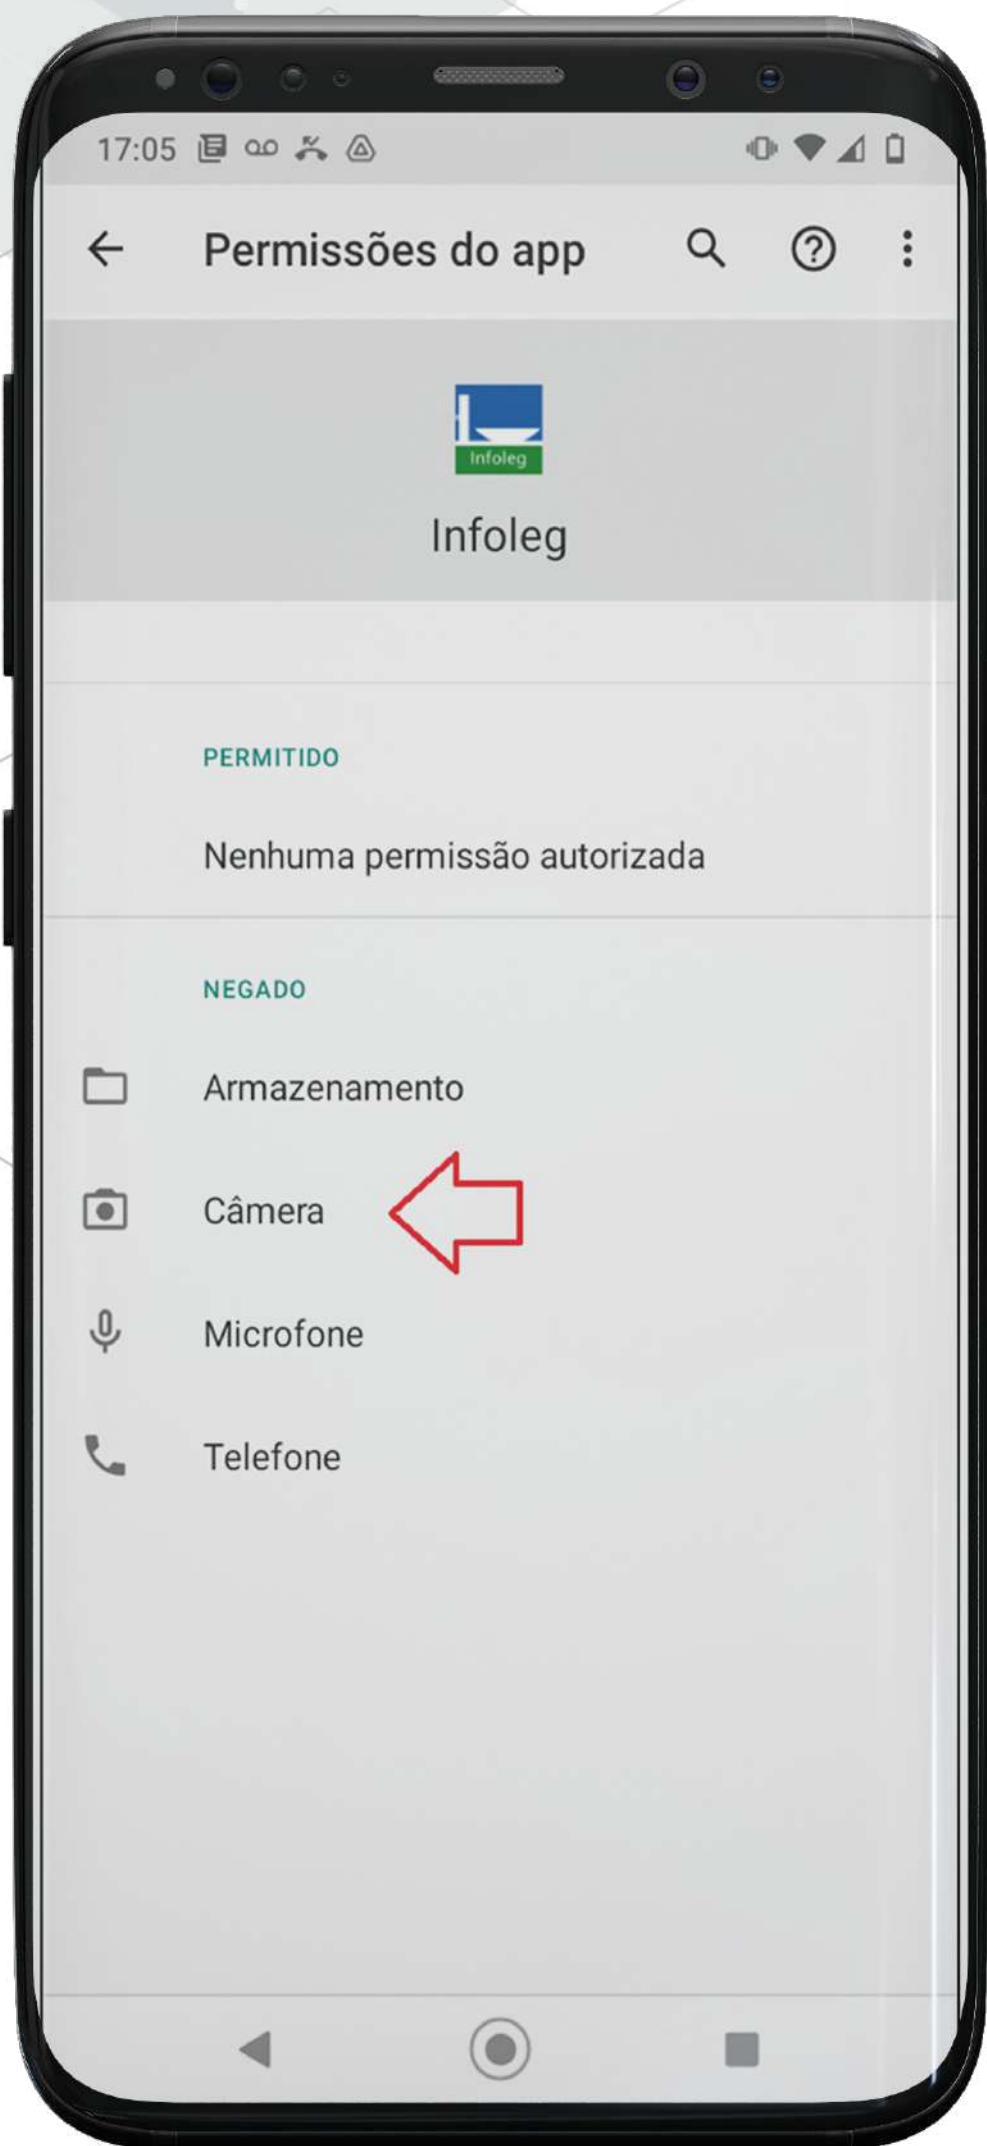 17:05
Permissões do app
Infoleg
Infoleg
PERMITIDO
Nenhuma permissão autorizada
NEGADO
Armazenamento
Câmera
Microfone
Telefone